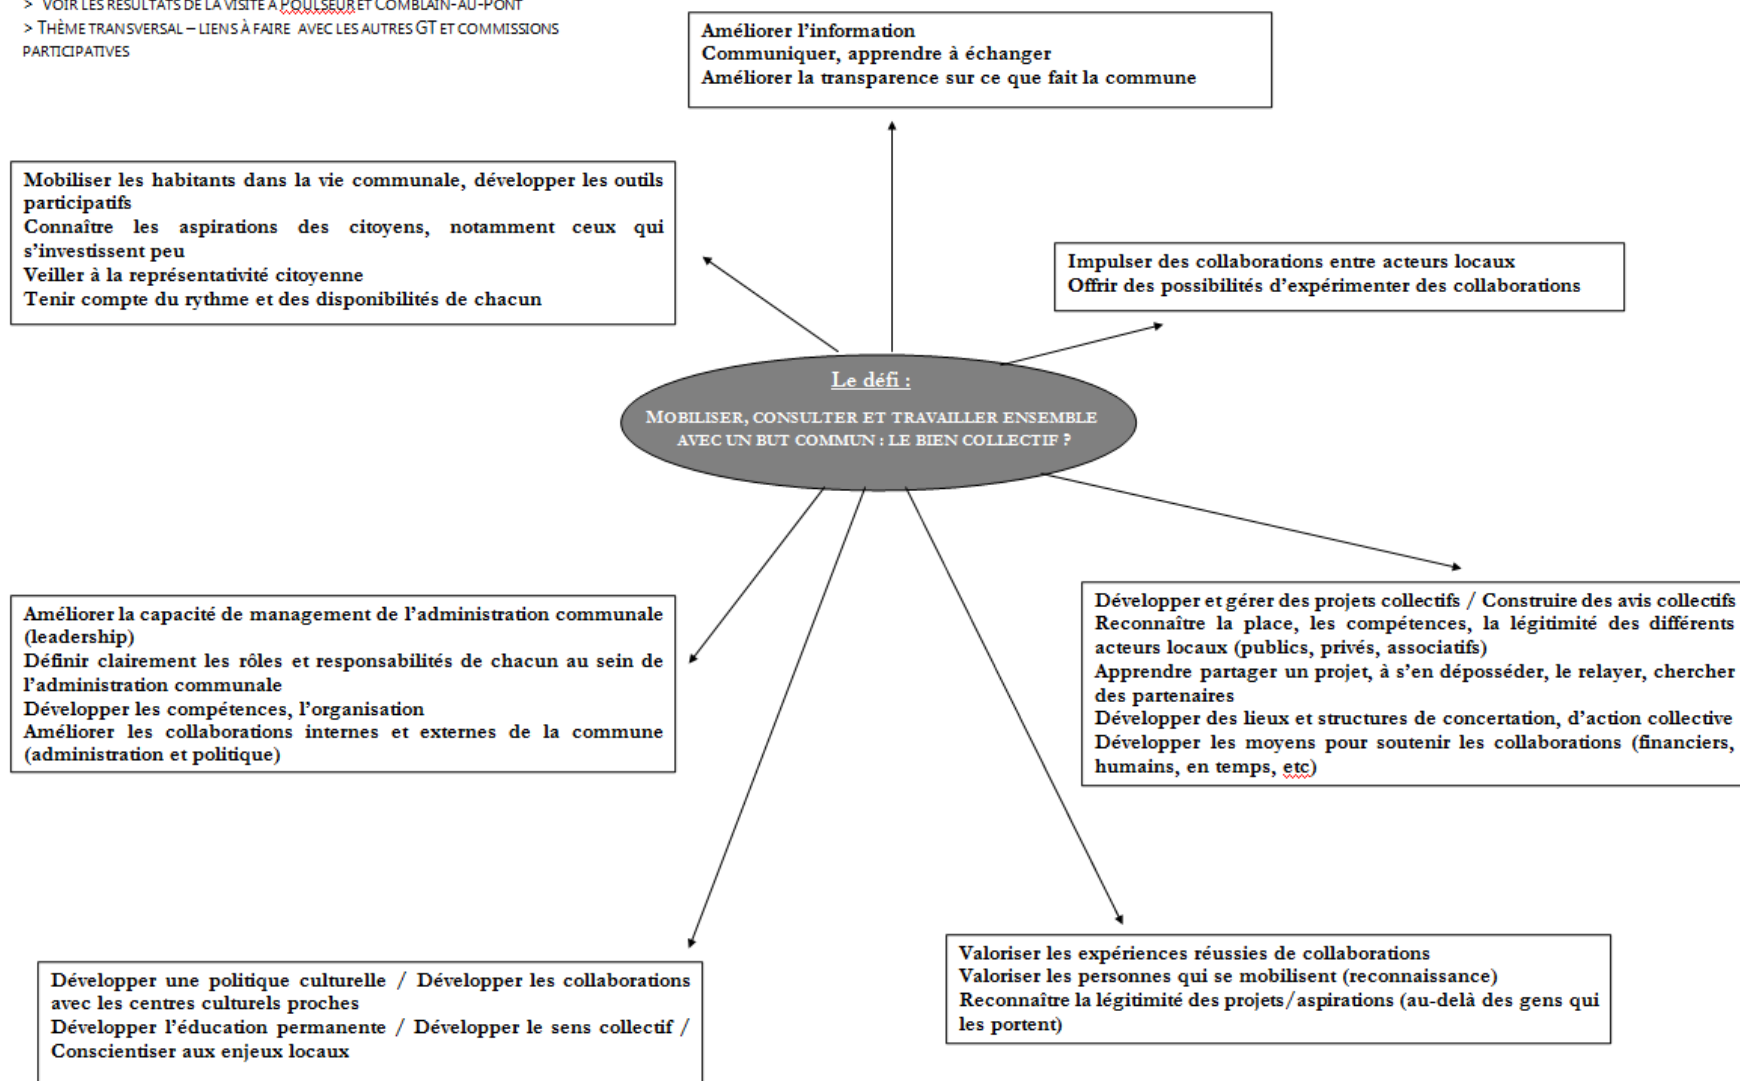 > VOIR LES RÉSULTATS DE LA VISITE À POULSEUR ET COMBLAIN-AU-PONT
> THÈME TRANSVERSAL – LIENS À FAIRE AVEC LES AUTRES GT ET COMMISSIONS
PARTICIPATIVES
Améliorer l’information
Communiquer, apprendre à échanger
Améliorer la transparence sur ce que fait la commune
Mobiliser les habitants dans la vie communale, développer les outils
participatifs
Connaître les aspirations des citoyens, notamment ceux qui
s’investissent peu
Veiller à la représentativité citoyenne
Tenir compte du rythme et des disponibilités de chacun
Impulser des collaborations entre acteurs locaux
Offrir des possibilités d’expérimenter des collaborations
Le défi :
MOBILISER, CONSULTER ET TRAVAILLER ENSEMBLE
AVEC UN BUT COMMUN : LE BIEN COLLECTIF ?
Améliorer la capacité de management de l’administration communale
(leadership)
Définir clairement les rôles et responsabilités de chacun au sein de
l’administration communale
Développer les compétences, l’organisation
Améliorer les collaborations internes et externes de la commune
(administration et politique)
Développer et gérer des projets collectifs / Construire des avis collectifs
Reconnaître la place, les compétences, la légitimité des différents
acteurs locaux (publics, privés, associatifs)
Apprendre partager un projet, à s’en déposséder, le relayer, chercher
des partenaires
Développer des lieux et structures de concertation, d’action collective
Développer les moyens pour soutenir les collaborations (financiers,
humains, en temps, etc)
Développer une politique culturelle / Développer les collaborations
avec les centres culturels proches
Développer l’éducation permanente / Développer le sens collectif /
Conscientiser aux enjeux locaux
Valoriser les expériences réussies de collaborations
Valoriser les personnes qui se mobilisent (reconnaissance)
Reconnaître la légitimité des projets/aspirations (au-delà des gens qui
les portent)